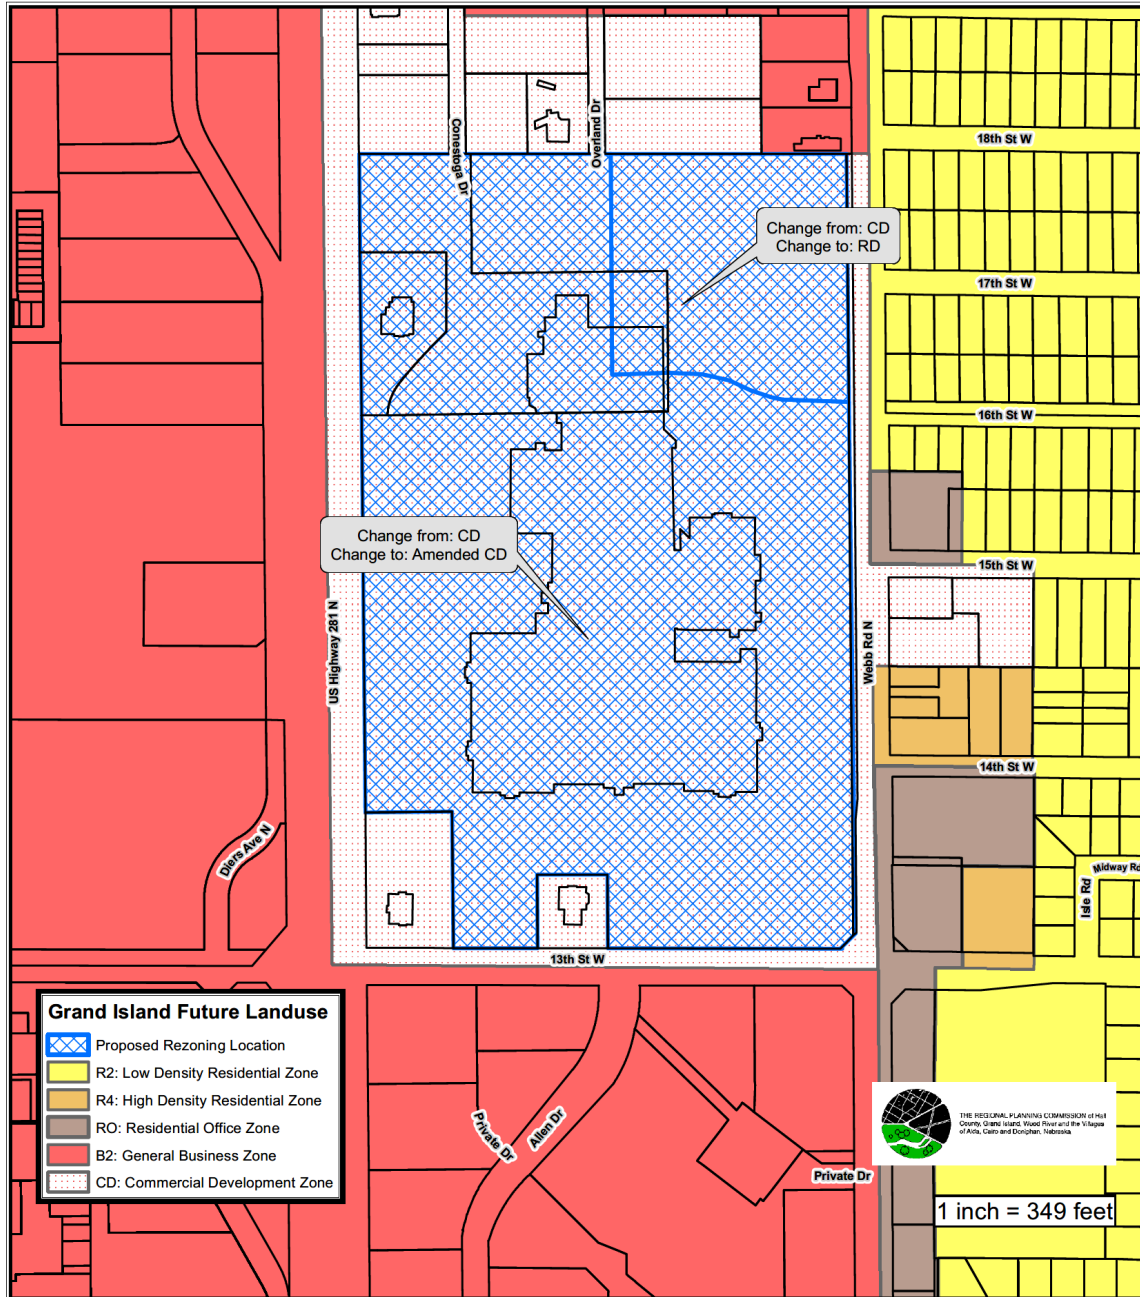 Conestoga Dr
Overland Dr
18th St W
Change from: CD
Change to: RD
17th St W
16th St W
Change from: CD
Change to: Amended CD
15th St W
US Highway 281 N
Webb Rd N
14th St W
Diers Ave N
Midway Rd
Isle Rd
13th St W
Grand Island Future Landuse
Proposed Rezoning Location
R2: Low Density Residential Zone
R4: High Density Residential Zone
RO: Residential Office Zone
B2: General Business Zone
CD: Commercial Development Zone
Private Dr
Allen Dr
Private Dr
THE REGIONAL PLANNING COMMISSION of Hall
County, Grand Island, Wood River and the Villages
of Alda, Cairo and Doniphan, Nebraska
1 inch = 349 feet